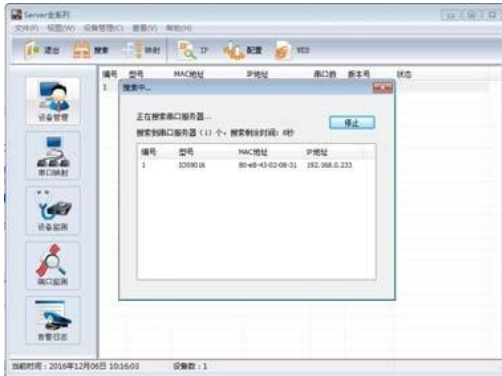 Server全系列
文件(F) 视图(W) 设备管理(C) 查看(V) 帮助(H)
退出 搜索 映射 IP 配置 WEB
编号 型号 MAC地址 IP地址 串口数 版本号 状态
1
搜索中...
正在搜索串口服务器...
停止
搜索到串口服务器 (1) 个, 搜索剩余时间: 0秒
编号 型号 MAC地址 IP地址
1 80-e8-43-02-08-31 192.168.0.233
设备管理
串口映射
设备监测
端口监测
告警日志
当前时间：2016年12月06日 10:16:03 设备数：1